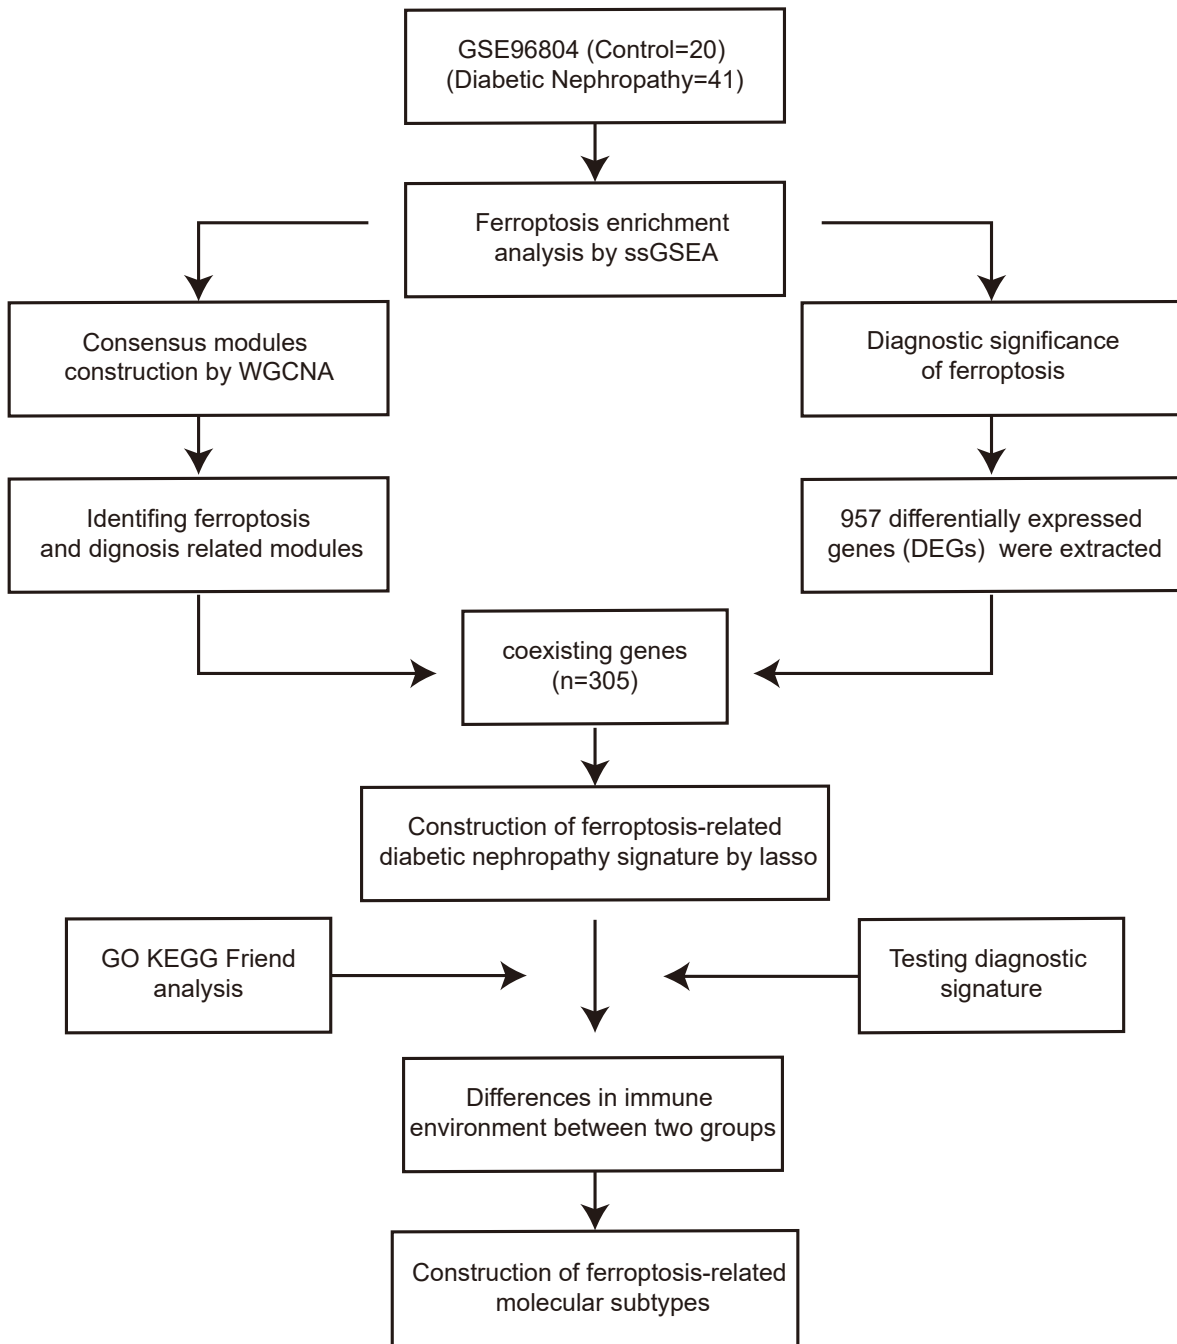 GSE96804 (Control=20)
(Diabetic Nephropathy=41)
Ferroptosis enrichment
analysis by ssGSEA
Consensus modules
construction by WGCNA
Diagnostic significance
of ferroptosis
Identifing ferroptosis
and dignosis related modules
957 differentially expressed
genes (DEGs) were extracted
coexisting genes
(n=305)
Construction of ferroptosis-related
diabetic nephropathy signature by lasso
GO KEGG Friend
analysis
Testing diagnostic
signature
Differences in immune
environment between two groups
Construction of ferroptosis-related
molecular subtypes